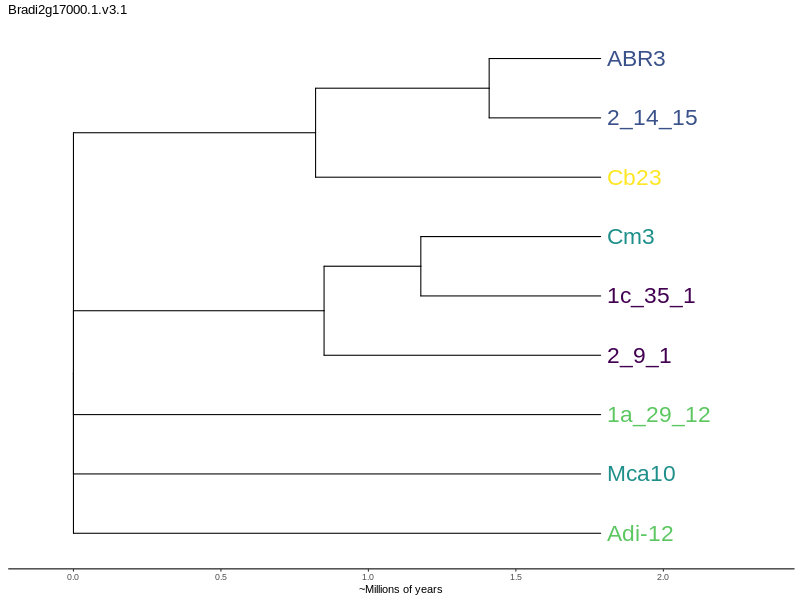 Bradi2g17000.1.v3.1
ABR3
2_14_15
Cb23
Cm3
1c_35_1
2_9_1
1a_29_12
Mca10
Adi-12
0.0 0.5 1.0 1.5 2.0
~Millions of years